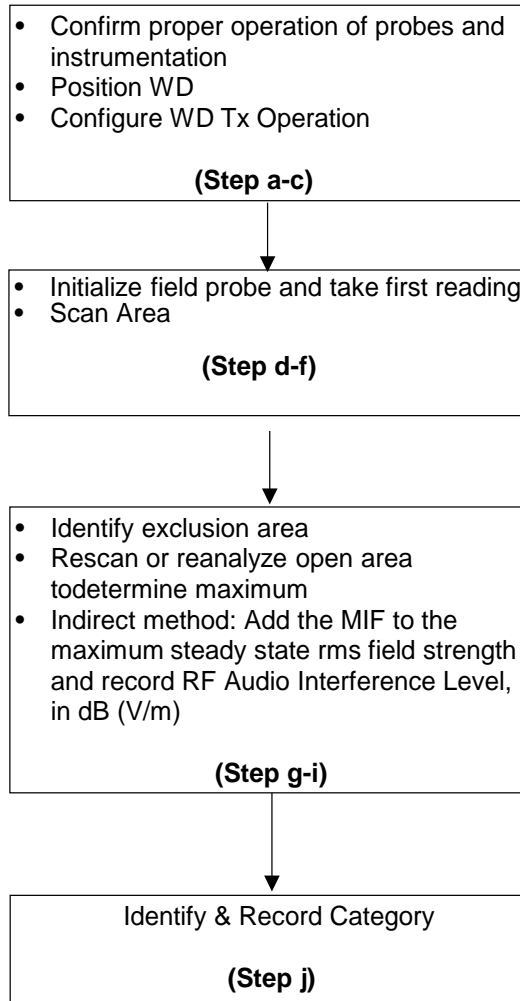 • Confirm proper operation of probes and
instrumentation
• Position WD
• Configure WD Tx Operation
(Step a-c)
• Initialize field probe and take first reading
• Scan Area
(Step d-f)
• Identify exclusion area
• Rescan or reanalyze open area
todetermine maximum
• Indirect method: Add the MIF to the
maximum steady state rms field strength
and record RF Audio Interference Level,
in dB (V/m)
(Step g-i)
Identify & Record Category
(Step j)